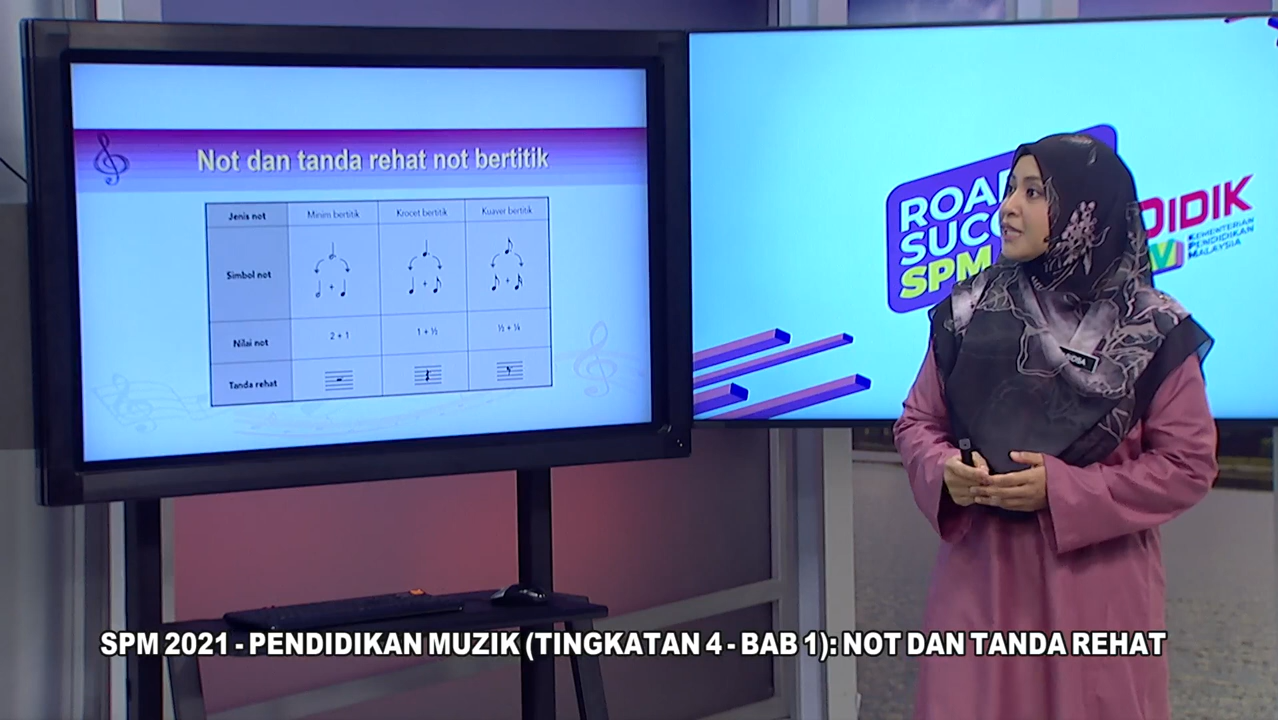 Not dan tanda rehat not bertitik
Jenis not Minim bertitik Krocet bertitik Kuaver bertitik
Simbol not
+ + +
Nilai not 2 + 1 1 + ½ ½ + ¼
Tanda rehat
ROAD
SUCC
SPM
DIDIK
KEMENTERIAN
PENDIDIKAN
MALAYSIA
V
SPM 2021 - PENDIDIKAN MUZIK (TINGKATAN 4 - BAB 1): NOT DAN TANDA REHAT